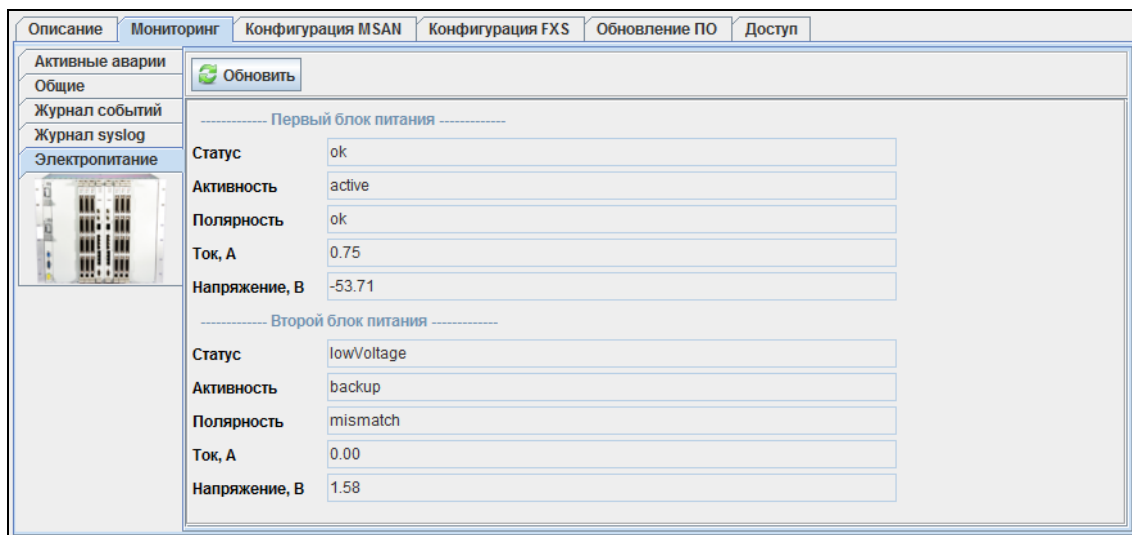 Описание Мониторинг Конфигурация MSAN Конфигурация FXS Обновление ПО Доступ
Активные аварии
Общие
Журнал событий
Журнал syslog
Электропитание
Обновить
------------- Первый блок питания -------------
Статус ok
Активность active
Полярность ok
Ток, А 0.75
Напряжение, В -53.71
------------- Второй блок питания -------------
Статус lowVoltage
Активность backup
Полярность mismatch
Ток, А 0.00
Напряжение, В 1.58